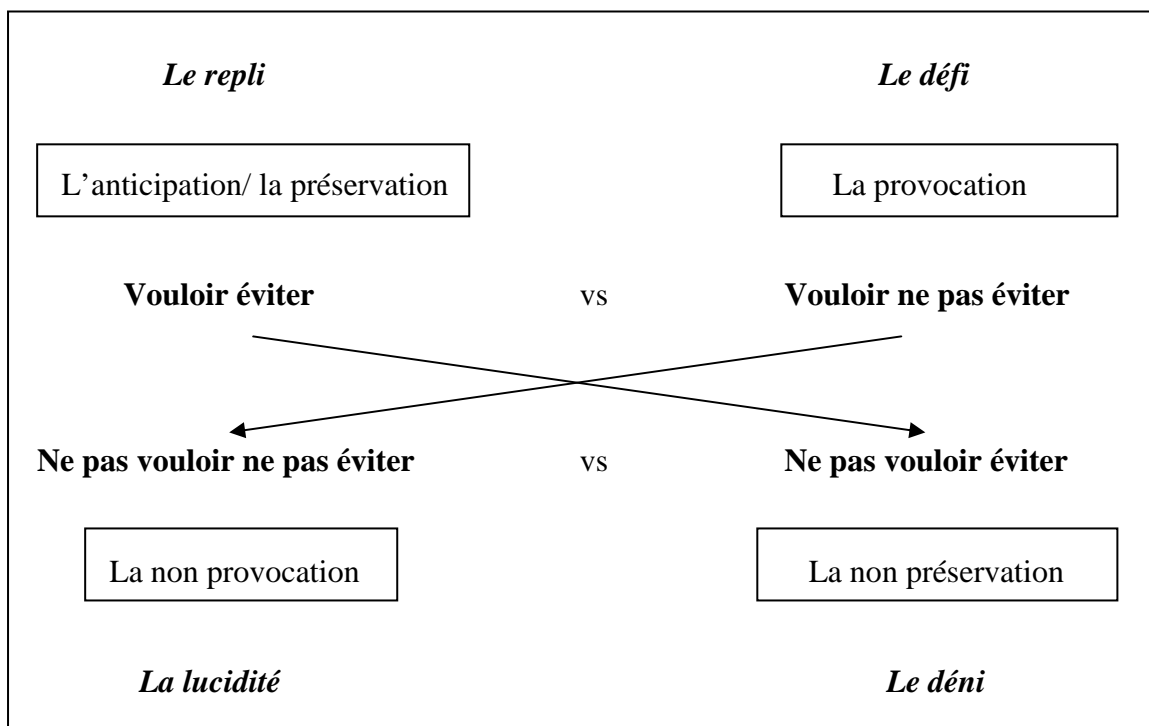 Le repli Le défi
L’anticipation/ la préservation La provocation
Vouloir éviter vs Vouloir ne pas éviter
Ne pas vouloir ne pas éviter vs Ne pas vouloir éviter
La non provocation La non préservation
La lucidité Le déni